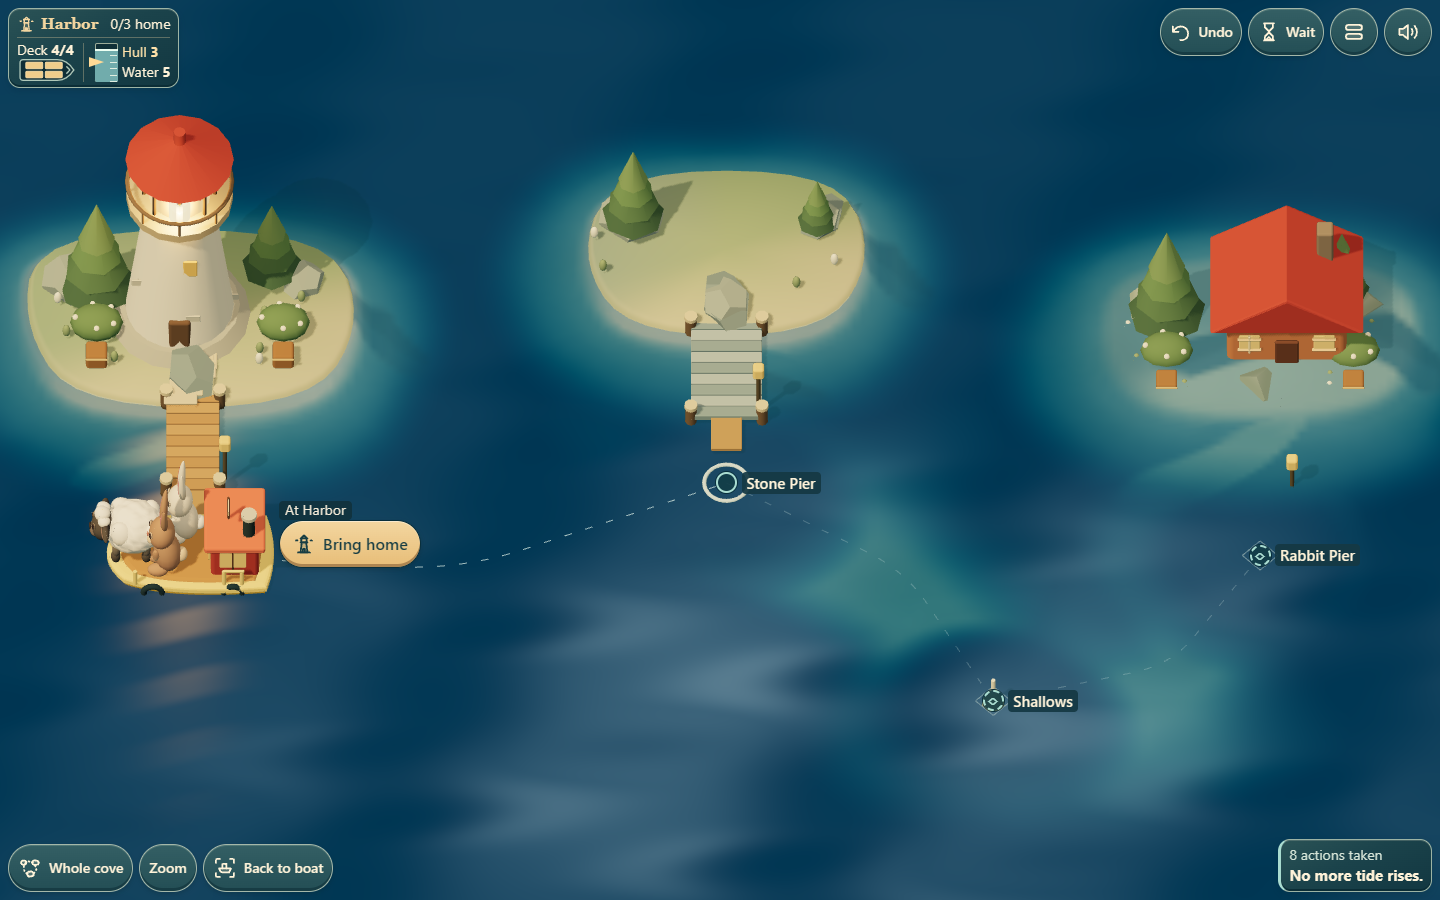 Harbor 0/3 home
Deck 4/4
Hull 3
Water 5
Undo
Wait
At Harbor
Bring home
Stone Pier
Rabbit Pier
Shallows
Whole cove
Zoom
Back to boat
8 actions taken
No more tide rises.